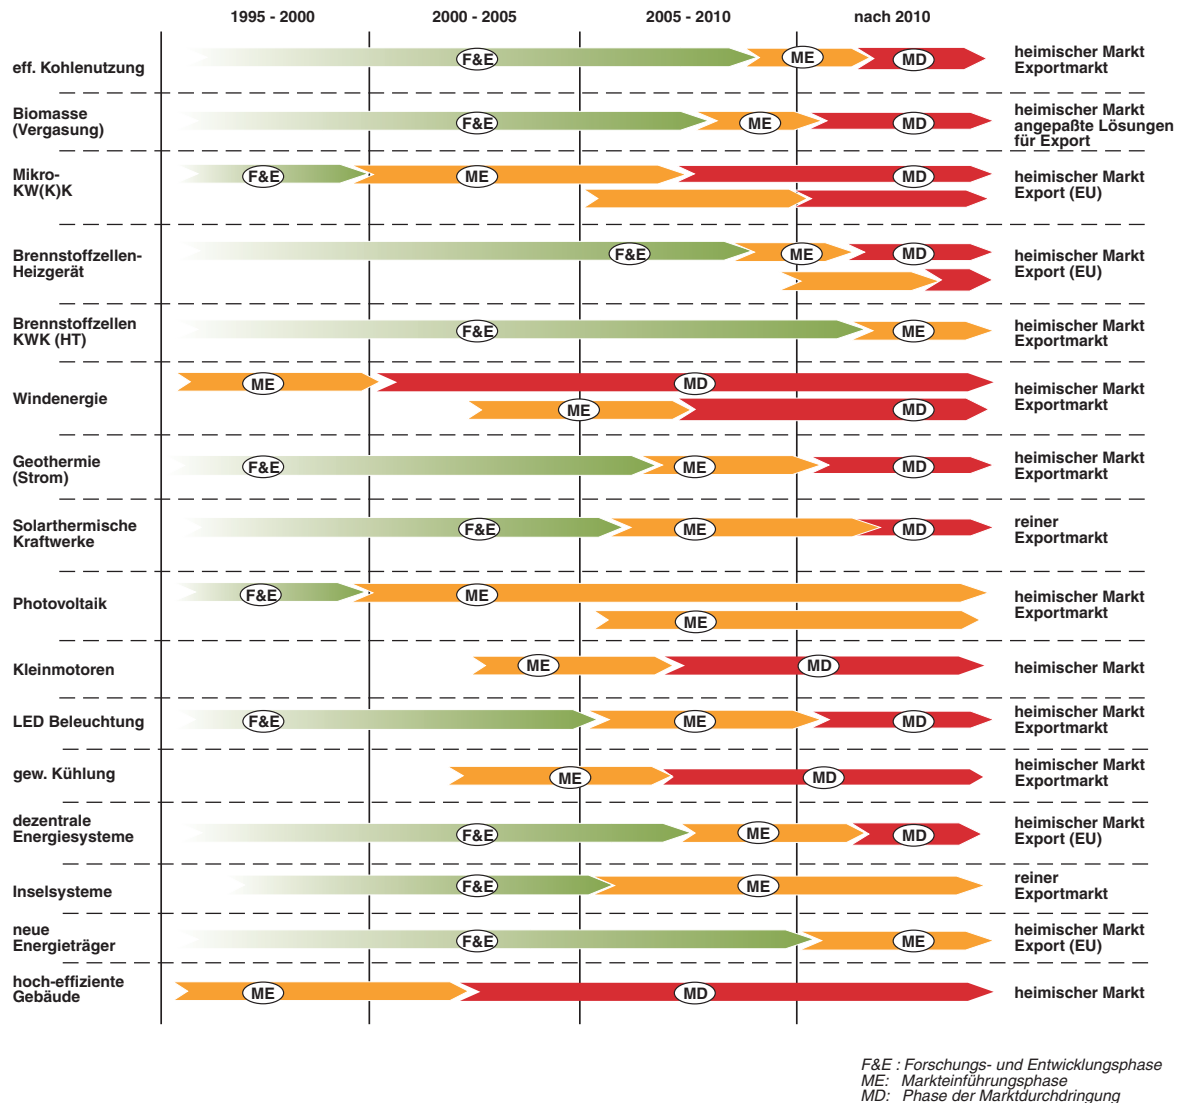 1995 - 2000 2000 - 2005 2005 - 2010 nach 2010
eff. Kohlenutzung
F&E ME MD
heimischer Markt
Exportmarkt
Biomasse
(Vergasung)
F&E ME MD
heimischer Markt
angepaßte Lösungen
für Export
Mikro-
KW(K)K
F&E ME MD
heimischer Markt
Export (EU)
Brennstoffzellen-
Heizgerät
F&E ME MD
heimischer Markt
Export (EU)
Brennstoffzellen
KWK (HT)
F&E ME
heimischer Markt
Exportmarkt
Windenergie
ME MD
ME MD
heimischer Markt
Exportmarkt
Geothermie
(Strom)
F&E ME MD
heimischer Markt
Exportmarkt
Solarthermische
Kraftwerke
F&E ME MD
reiner
Exportmarkt
Photovoltaik
F&E ME
ME
heimischer Markt
Exportmarkt
Kleinmotoren
ME MD
heimischer Markt
LED Beleuchtung
F&E ME MD
heimischer Markt
Exportmarkt
gew. Kühlung
ME MD
heimischer Markt
Exportmarkt
dezentrale
Energiesysteme
F&E ME MD
heimischer Markt
Export (EU)
Inselsysteme
F&E ME
reiner
Exportmarkt
neue
Energieträger
F&E ME
heimischer Markt
Export (EU)
hoch-effiziente
Gebäude
ME MD
heimischer Markt
F&E : Forschungs- und Entwicklungsphase
ME: Markteinführungsphase
MD: Phase der Marktdurchdringung